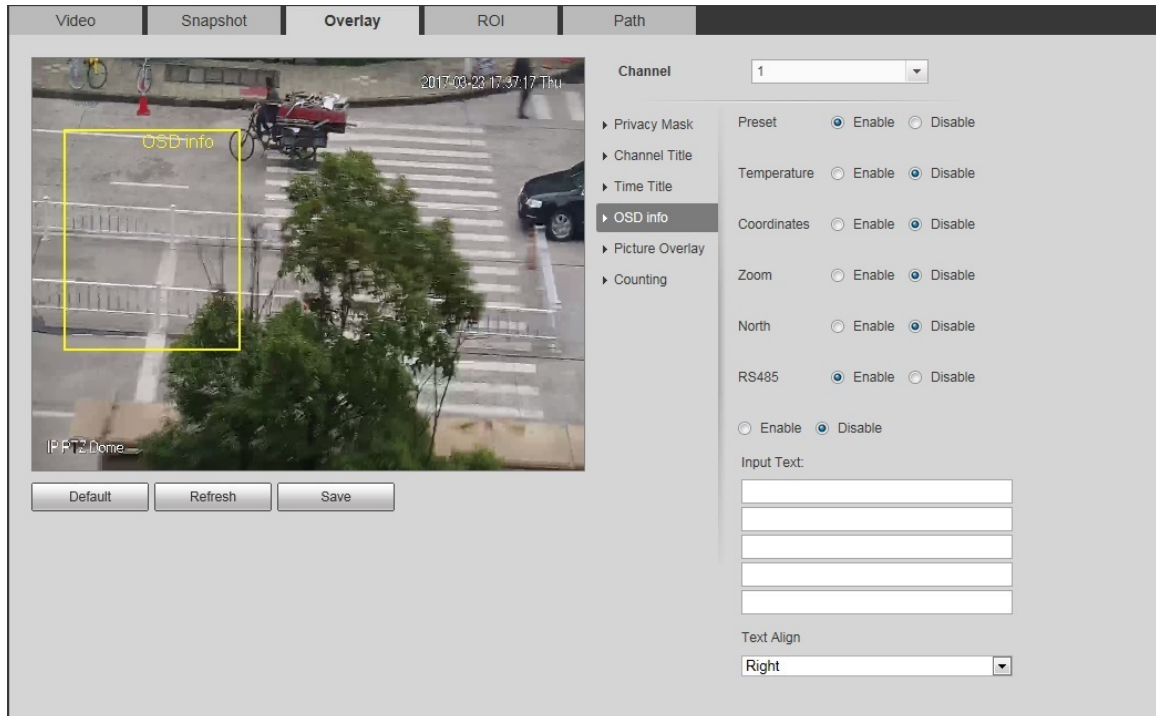 Video Snapshot Overlay ROI Path
2017-03-23 17:37:17 Thu
OSD info
IP PTZ Dome
Default Refresh Save
Channel 1
Privacy Mask
Channel Title
Time Title
OSD info
Picture Overlay
Counting
Preset Enable Disable
Temperature Enable Disable
Coordinates Enable Disable
Zoom Enable Disable
North Enable Disable
RS485 Enable Disable
Enable Disable
Input Text:
Text Align
Right